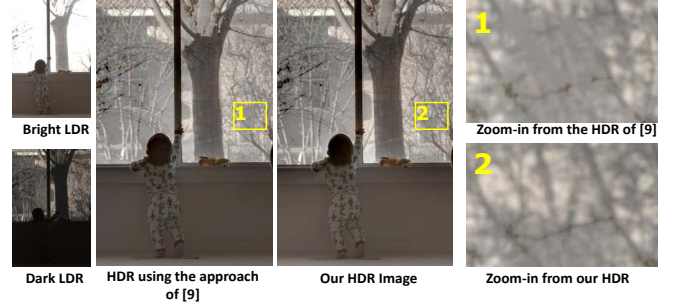 1
2
1
Bright LDR
Zoom-in from the HDR of [9]
2
Dark LDR
HDR using the approach
of [9]
Our HDR Image
Zoom-in from our HDR